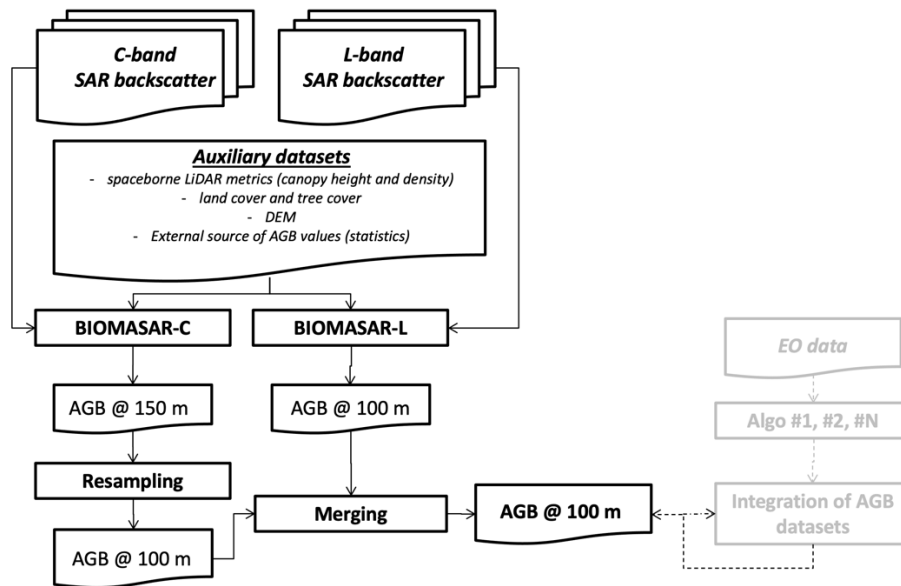 C-band
SAR backscatter
L-band
SAR backscatter
Auxiliary datasets
- spaceborne LiDAR metrics (canopy height and density)
- land cover and tree cover
- DEM
- External source of AGB values (statistics)
BIOMASAR-C
BIOMASAR-L
EO data
AGB @ 150 m
AGB @ 100 m
Algo #1, #2, #N
Resampling
Merging
AGB @ 100 m
Integration of AGB
datasets
AGB @ 100 m